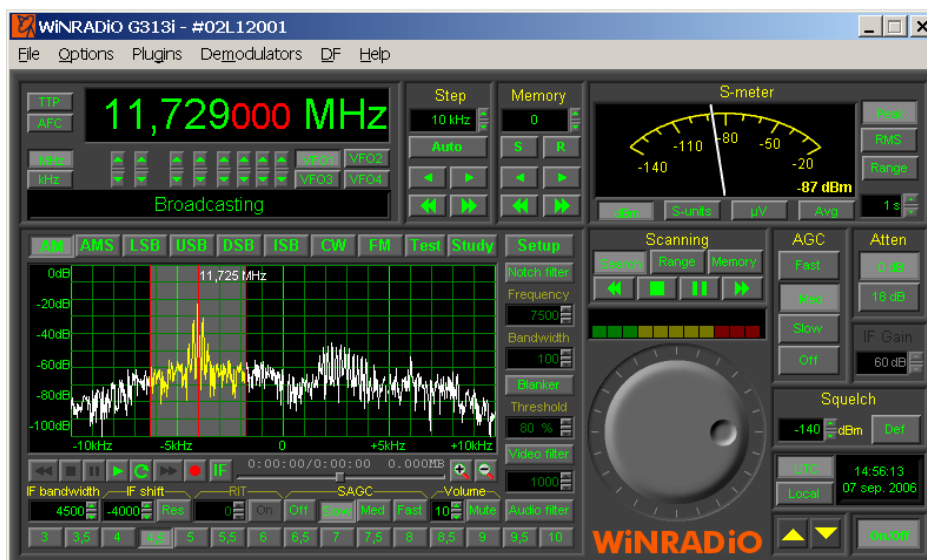 WiNRADiO G313i - #02L12001
File Options Plugins Demodulators DF Help
TTP
AFC
11,729000 MHz
MHz
kHz
VFO1 VFO2
VFO3 VFO4
Broadcasting
Step
10 kHz
Auto
Memory
0
S R
S-meter
-140 -110 -80 -50 -20
-87 dBm
dBm S-units µV Avg
Peak
RMS
Range
1 s
AM AMS LSB USB DSB ISB CW FM Test Study Setup
0dB
-20dB
-40dB
-60dB
-80dB
-100dB
11,725 MHz
-10kHz -5kHz 0 +5kHz +10kHz
Notch filter
Frequency
7500
Bandwidth
100
Blanker
Threshold
80 %
Video filter
1000
Audio filter
IF 0:00:00/0:00:00 0.000MB
IF bandwidth IF shift RIT SAGC Volume
4500 -4000 Res 0 On Off Slow Med Fast 10 Mute
3 3,5 4 4,5 5 5,5 6 6,5 7 7,5 8 8,5 9 9,5 10
Scanning
Search Range Memory
WiNRADiO
AGC
Fast
Med
Slow
Off
Atten
0 dB
18 dB
IF Gain
60 dB
Squelch
-140 dBm Def
UTC
Local
14:56:13
07 sep. 2006
On/Off